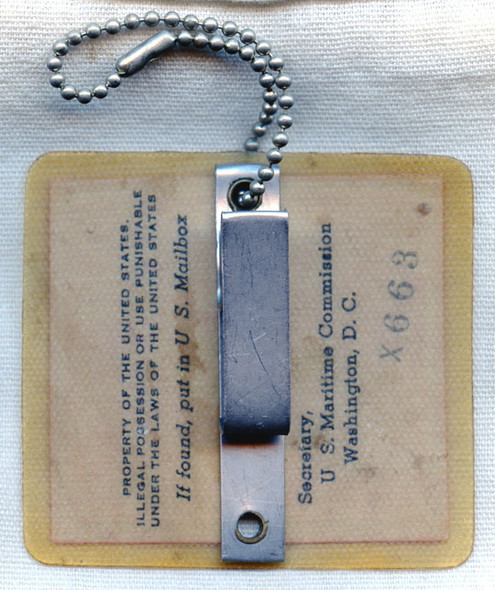 PROPERTY OF THE UNITED STATES.
ILLEGAL POSSESSION OR USE PUNISHABLE
UNDER THE LAWS OF THE UNITED STATES
If found, put in U S. Mailbox
Secretary,
U S. Maritime Commission
Washington, D. C.
X663